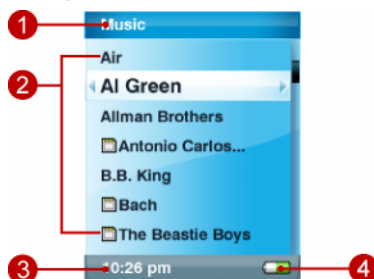 1
Music
2
Air
Al Green
Allman Brothers
Antonio Carlos...
B.B. King
Bach
The Beastie Boys
3
10:26 pm
4